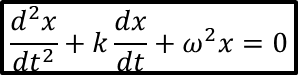 d²x/dt² + k dx/dt + ω²x = 0